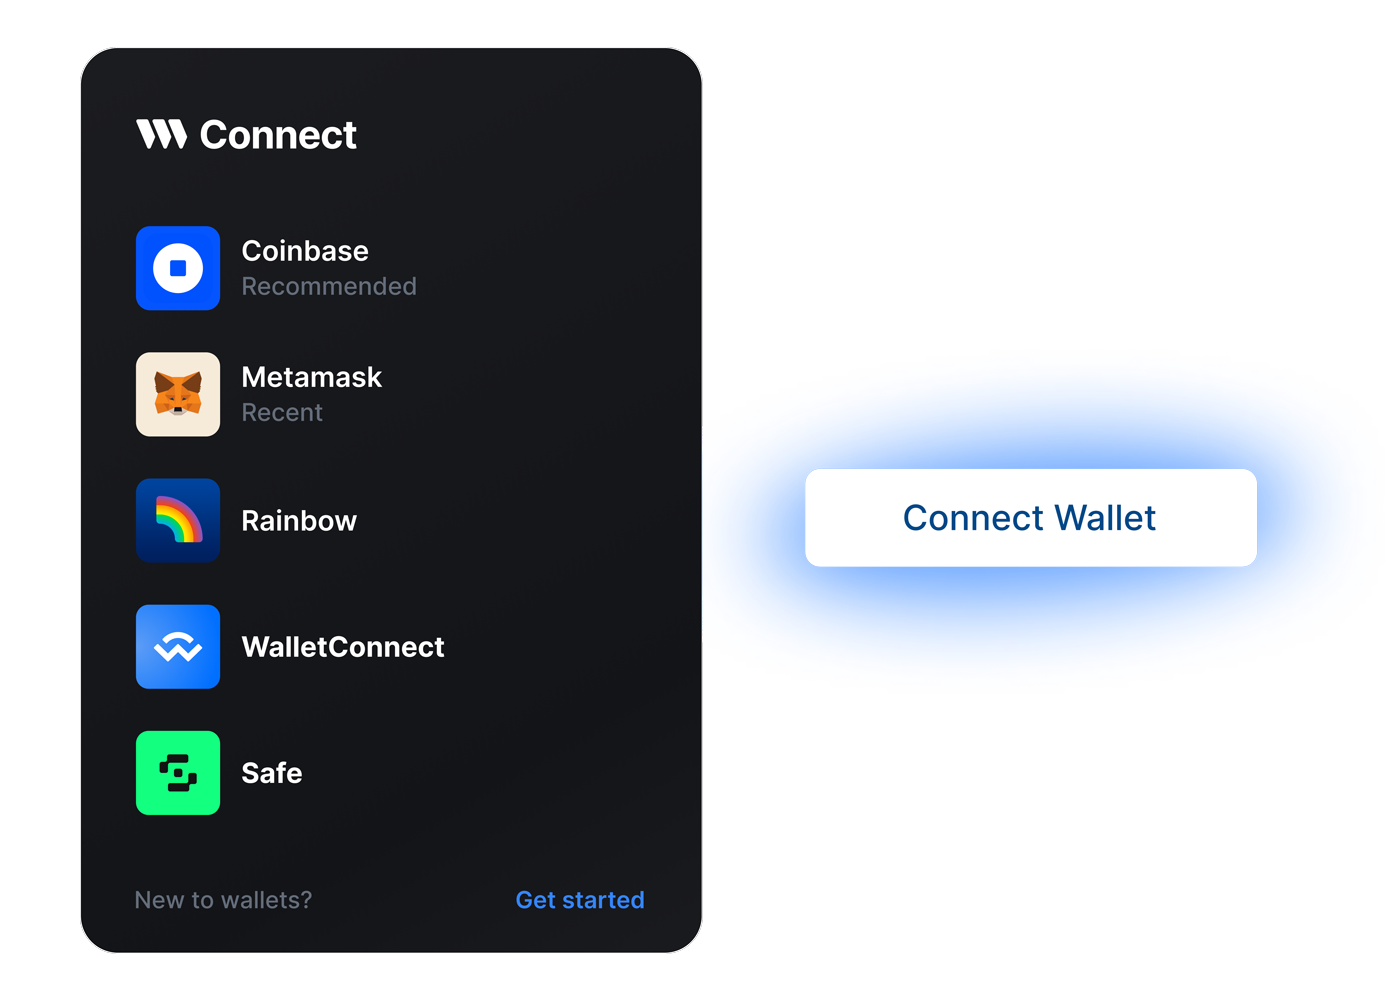 Connect
Coinbase
Recommended
Metamask
Recent
Rainbow
WalletConnect
Safe
New to wallets?
Get started
Connect Wallet